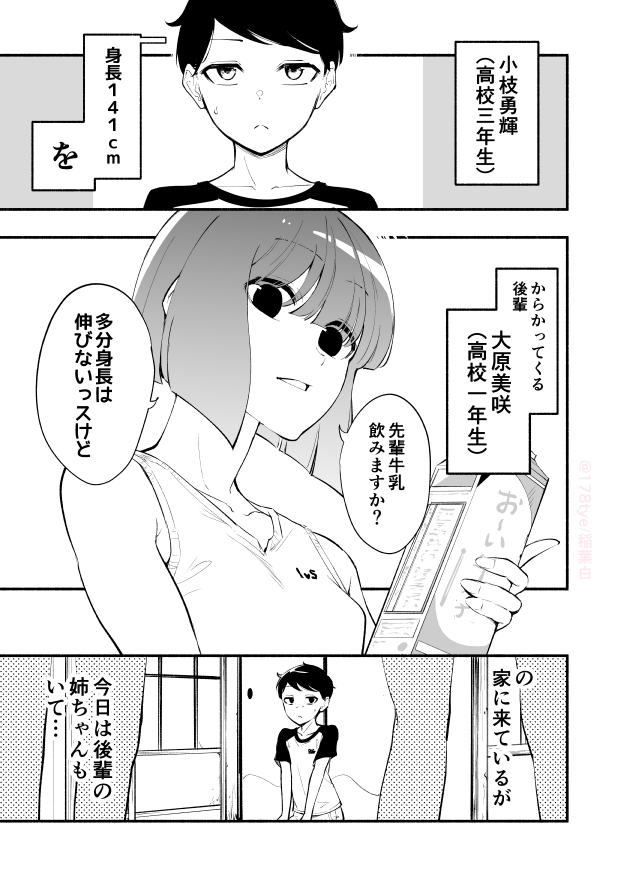 小枝勇輝
（高校三年生）
身長141cm
を
からかってくる
後輩
大原美咲
（高校一年生）
先輩牛乳
飲みますか？
多分身長は
伸びないっスけど
お〜い
LvS
@178tye/稲葉白
の
家に来ているが
今日は後輩の
姉ちゃんも
いて…